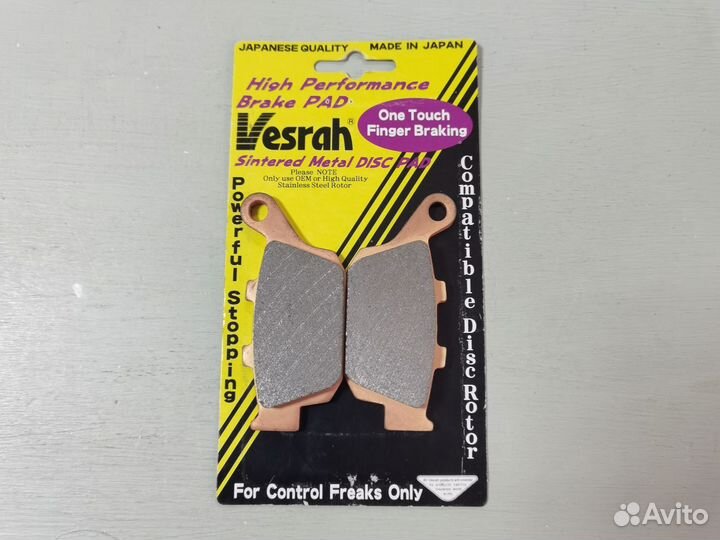 JAPANESE QUALITY MADE IN JAPAN
High Performance
Brake PAD
Vesrah®
One Touch
Finger Braking
Sintered Metal DISC PAD
Please NOTE
Only use OEM or High Quality
Stainless Steel Rotor
Powerful Stopping
Compatible Disc Rotor
For Control Freaks Only
Avito